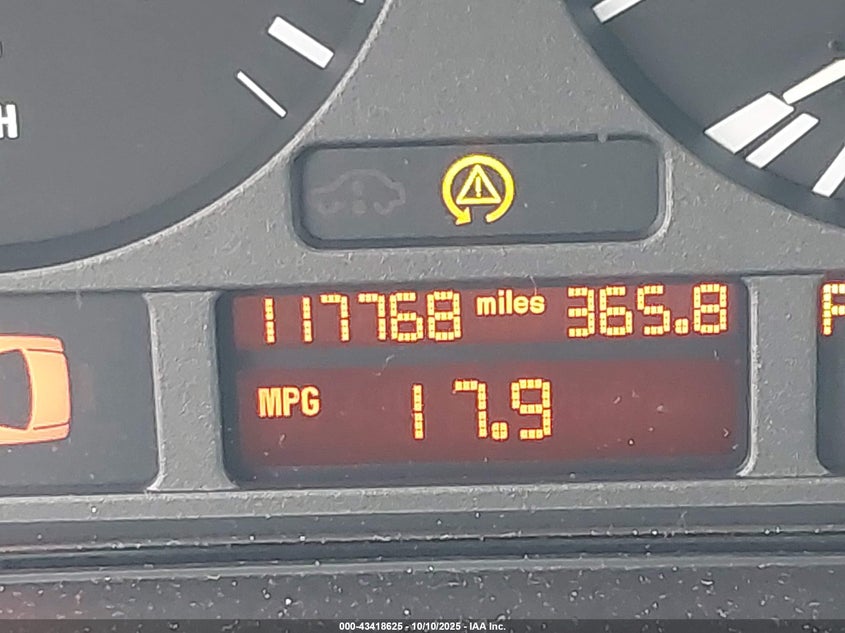 H
117768 miles 365.8
MPG 17.9
000-43418625 - 10/10/2025 - IAA Inc.